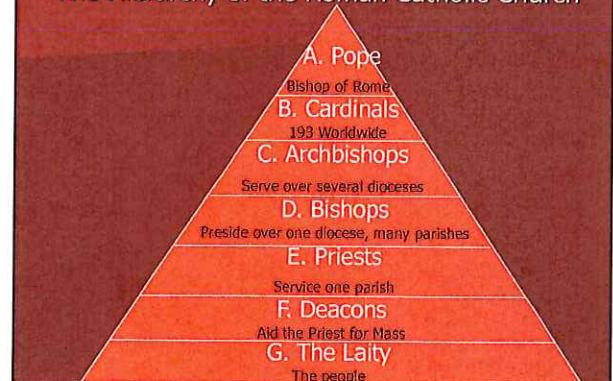 The Hierarchy of the Roman Catholic Church
A. Pope
Bishop of Rome
B. Cardinals
193 Worldwide
C. Archbishops
Serve over several dioceses
D. Bishops
Preside over one diocese, many parishes
E. Priests
Service one parish
F. Deacons
Aid the Priest for Mass
G. The Laity
The people